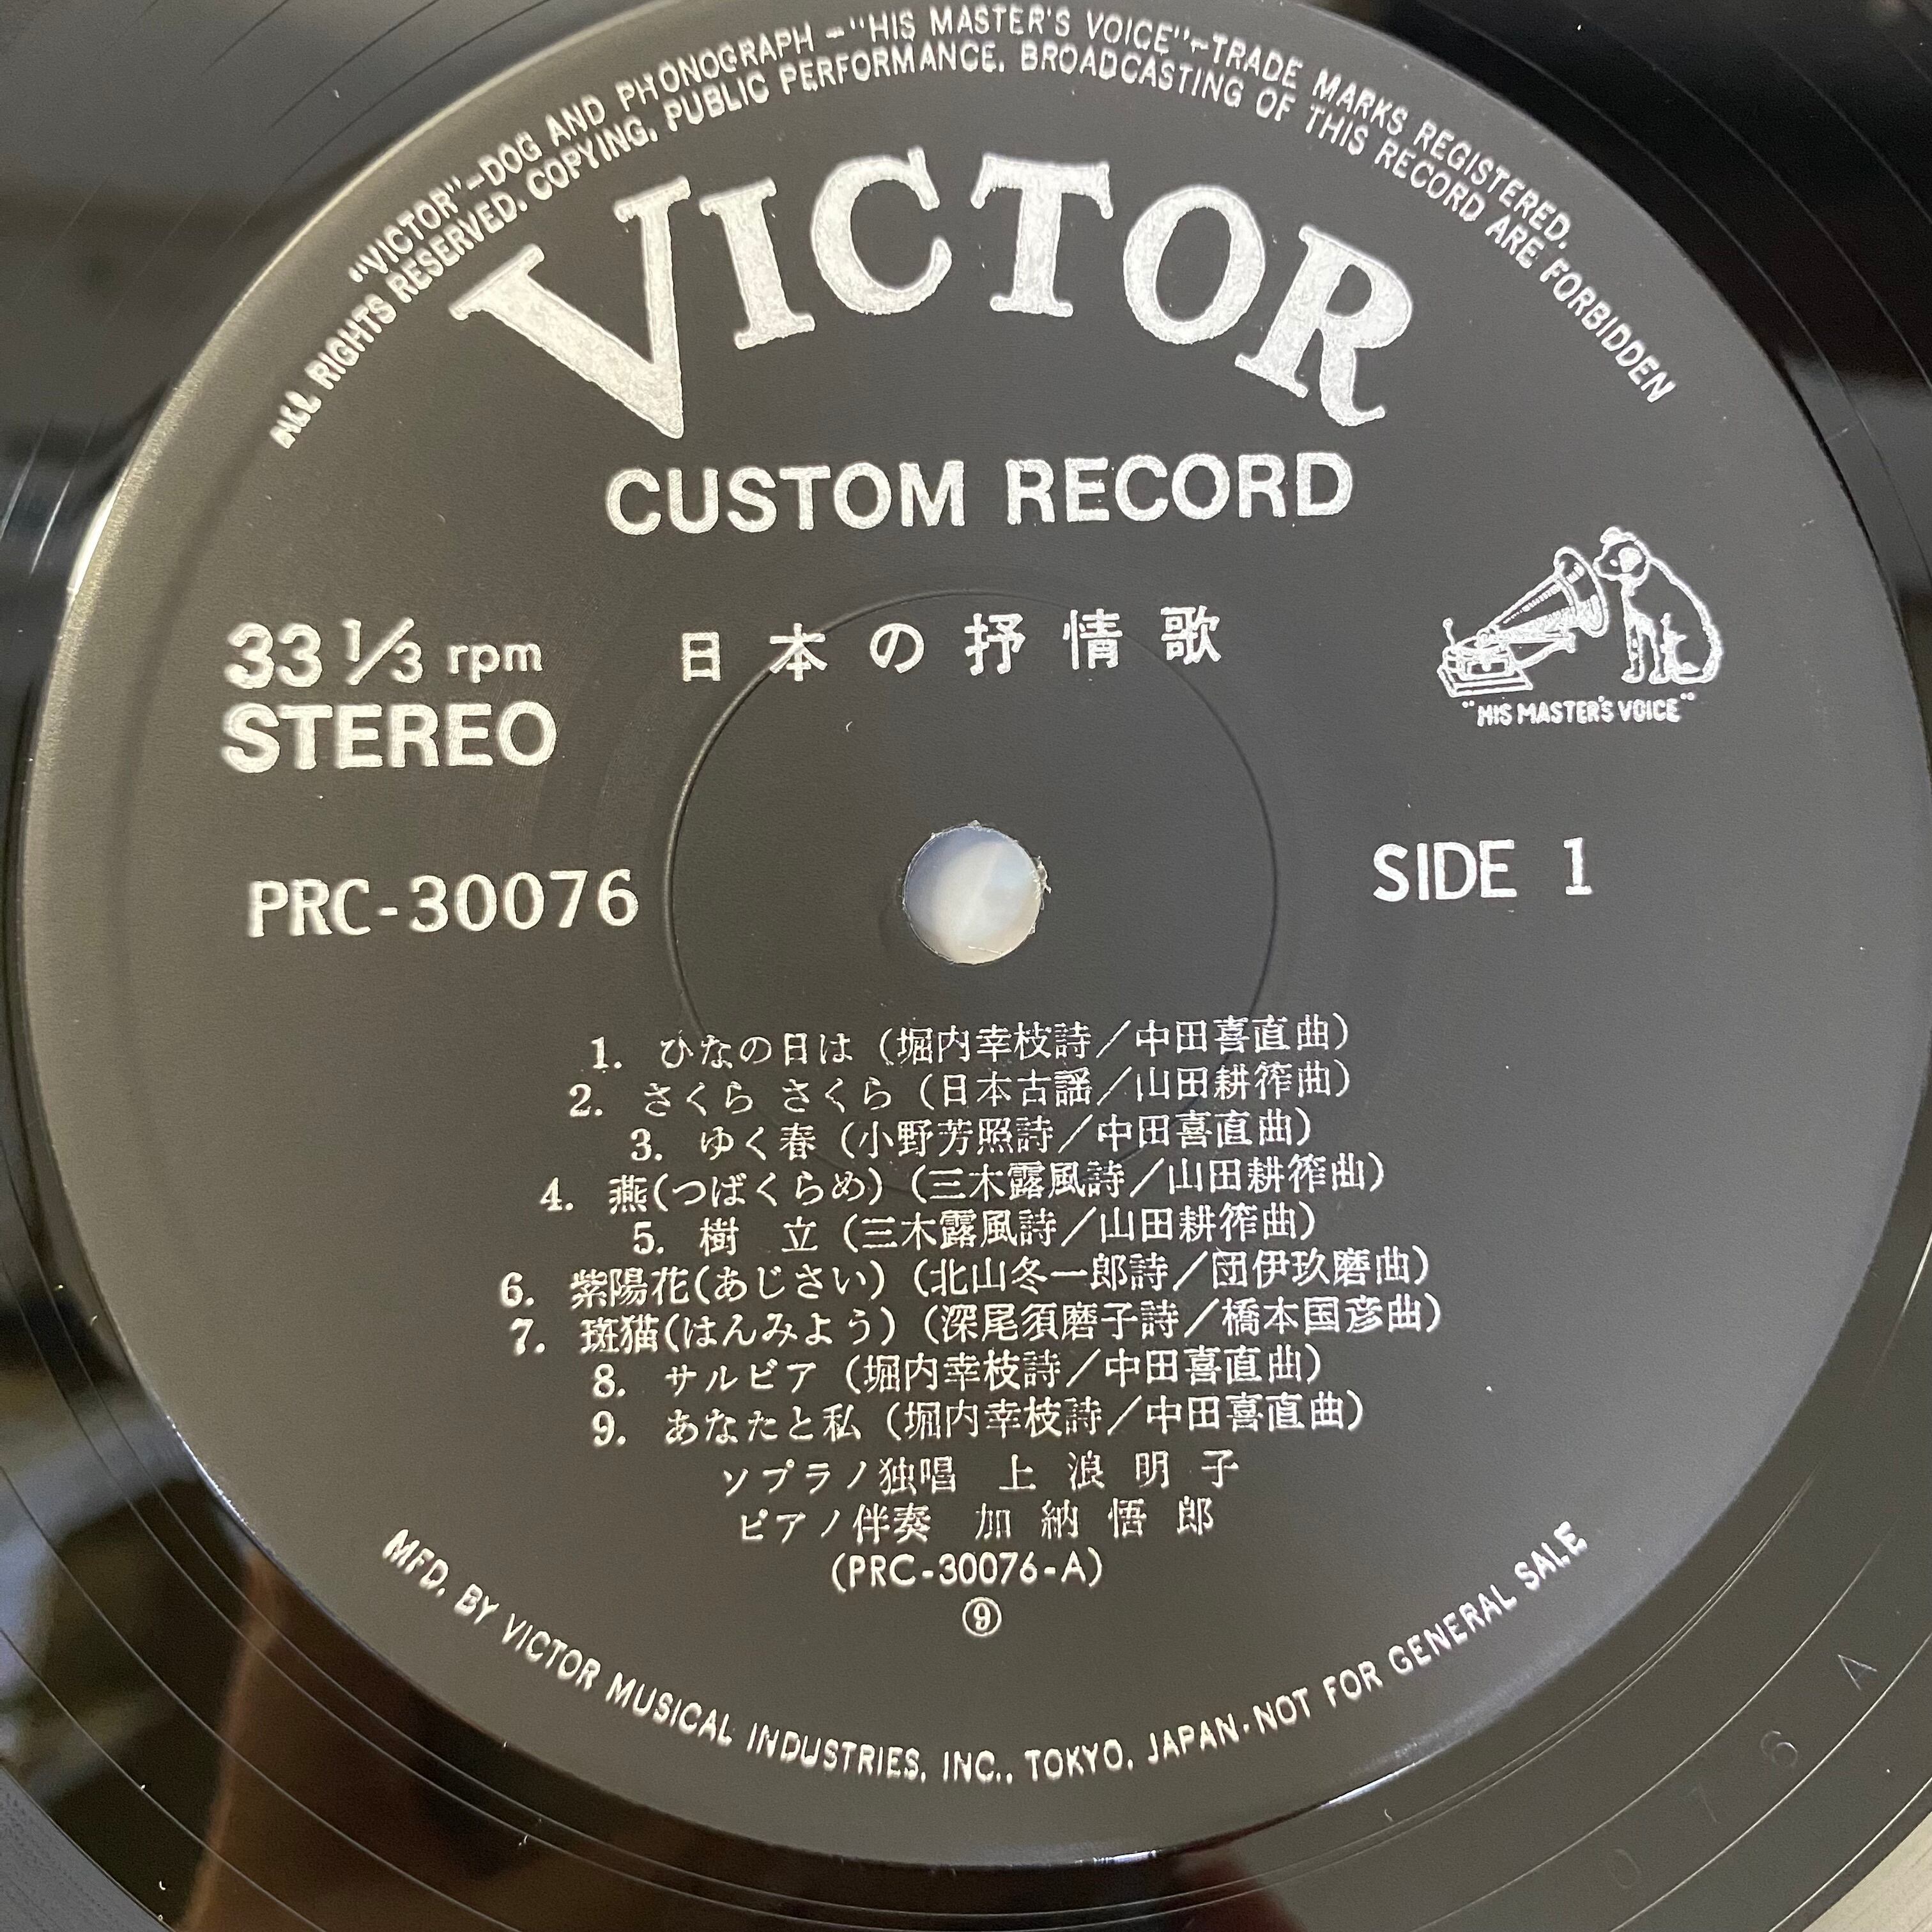 "VICTOR"-DOG AND PHONOGRAPH-"HIS MASTER'S VOICE"-TRADE MARKS REGISTERED.
ALL RIGHTS RESERVED. COPYING, PUBLIC PERFORMANCE, BROADCASTING OF THIS RECORD ARE FORBIDDEN
VICTOR
CUSTOM RECORD
33 1/3 rpm
STEREO
日本の抒情歌
"HIS MASTER'S VOICE"
PRC-30076
SIDE 1
1. ひなの日は（堀内幸枝詩／中田喜直曲）
2. さくら さくら（日本古謡／山田耕筰曲）
3. ゆく春（小野芳照詩／中田喜直曲）
4. 燕(つばくらめ)（三木露風詩／山田耕筰曲）
5. 樹　立（三木露風詩／山田耕筰曲）
6. 紫陽花(あじさい)（北山冬一郎詩／団伊玖磨曲）
7. 斑猫(はんみよう)（深尾須磨子詩／橋本国彦曲）
8. サルビア（堀内幸枝詩／中田喜直曲）
9. あなたと私（堀内幸枝詩／中田喜直曲）
ソプラノ独唱　上浪明子
ピアノ伴奏　加納悟郎
(PRC-30076-A)
⑨
MFD. BY VICTOR MUSICAL INDUSTRIES, INC., TOKYO, JAPAN·NOT FOR GENERAL SALE
076 A